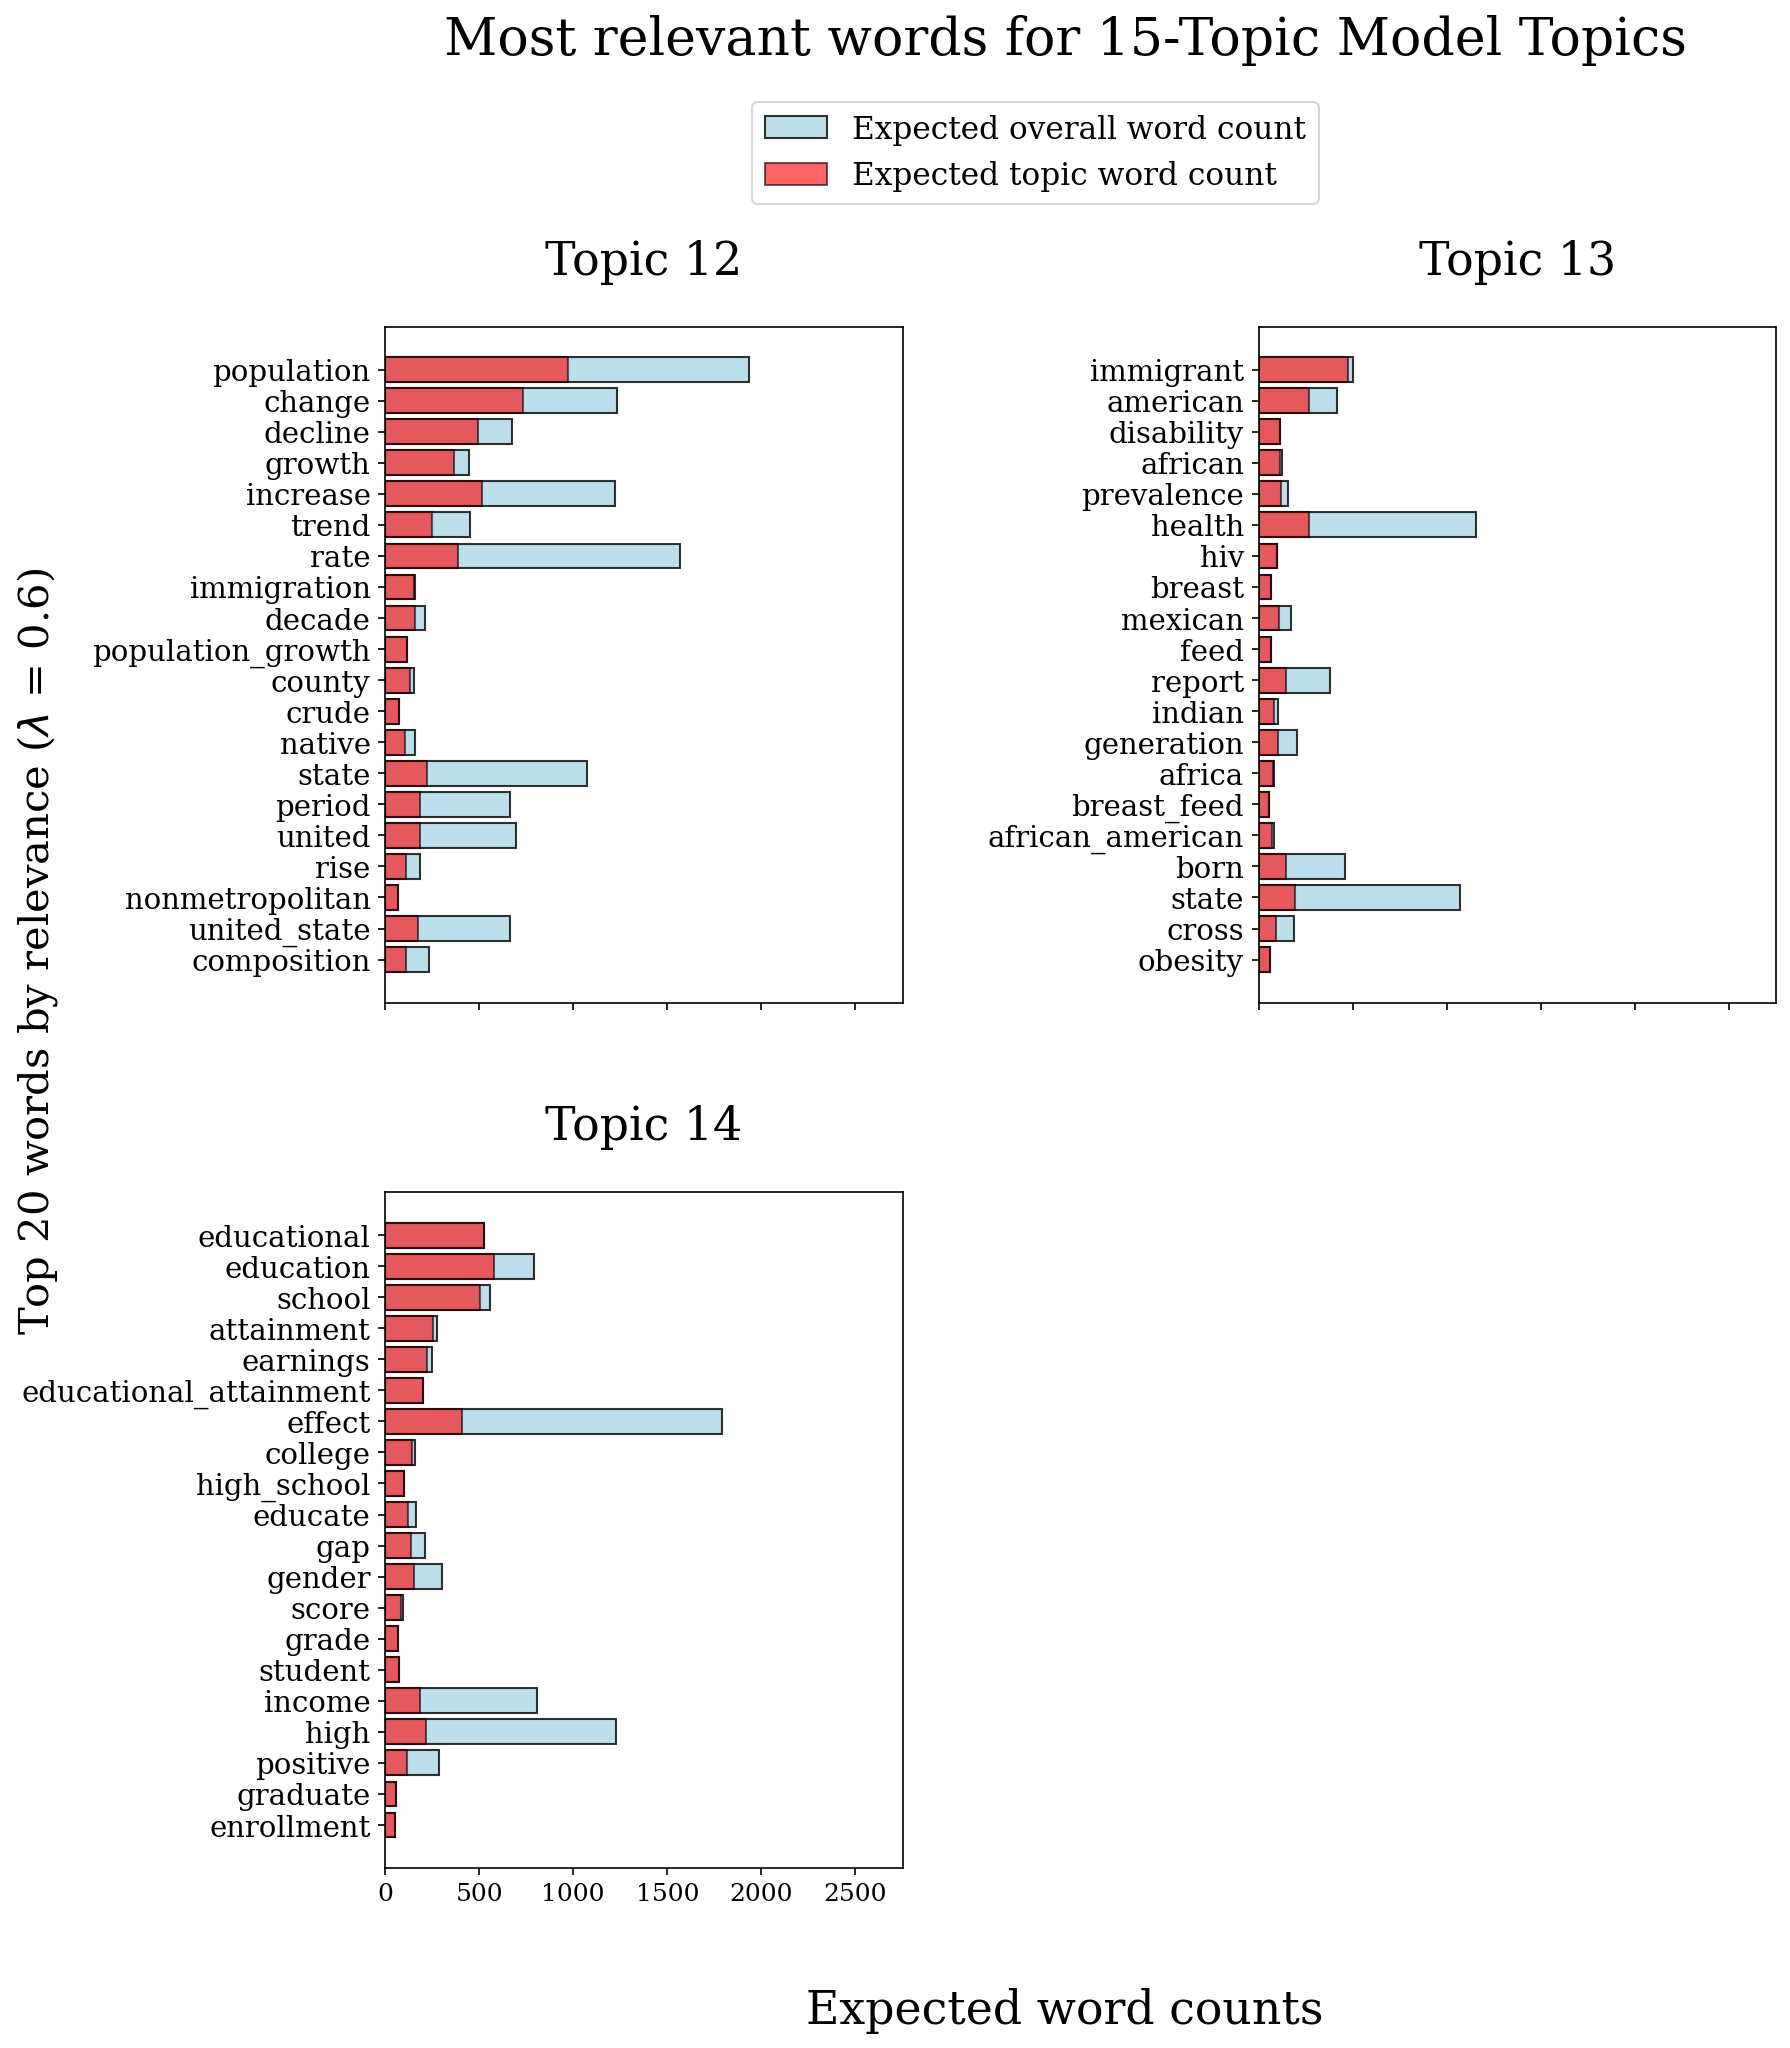 Most relevant words for 15-Topic Model Topics
Expected overall word count
Expected topic word count
Top 20 words by relevance (λ = 0.6)
Topic 12
population
change
decline
growth
increase
trend
rate
immigration
decade
population_growth
county
crude
native
state
period
united
rise
nonmetropolitan
united_state
composition
Topic 13
immigrant
american
disability
african
prevalence
health
hiv
breast
mexican
feed
report
indian
generation
africa
breast_feed
african_american
born
state
cross
obesity
Topic 14
educational
education
school
attainment
earnings
educational_attainment
effect
college
high_school
educate
gap
gender
score
grade
student
income
high
positive
graduate
enrollment
0 500 1000 1500 2000 2500
Expected word counts